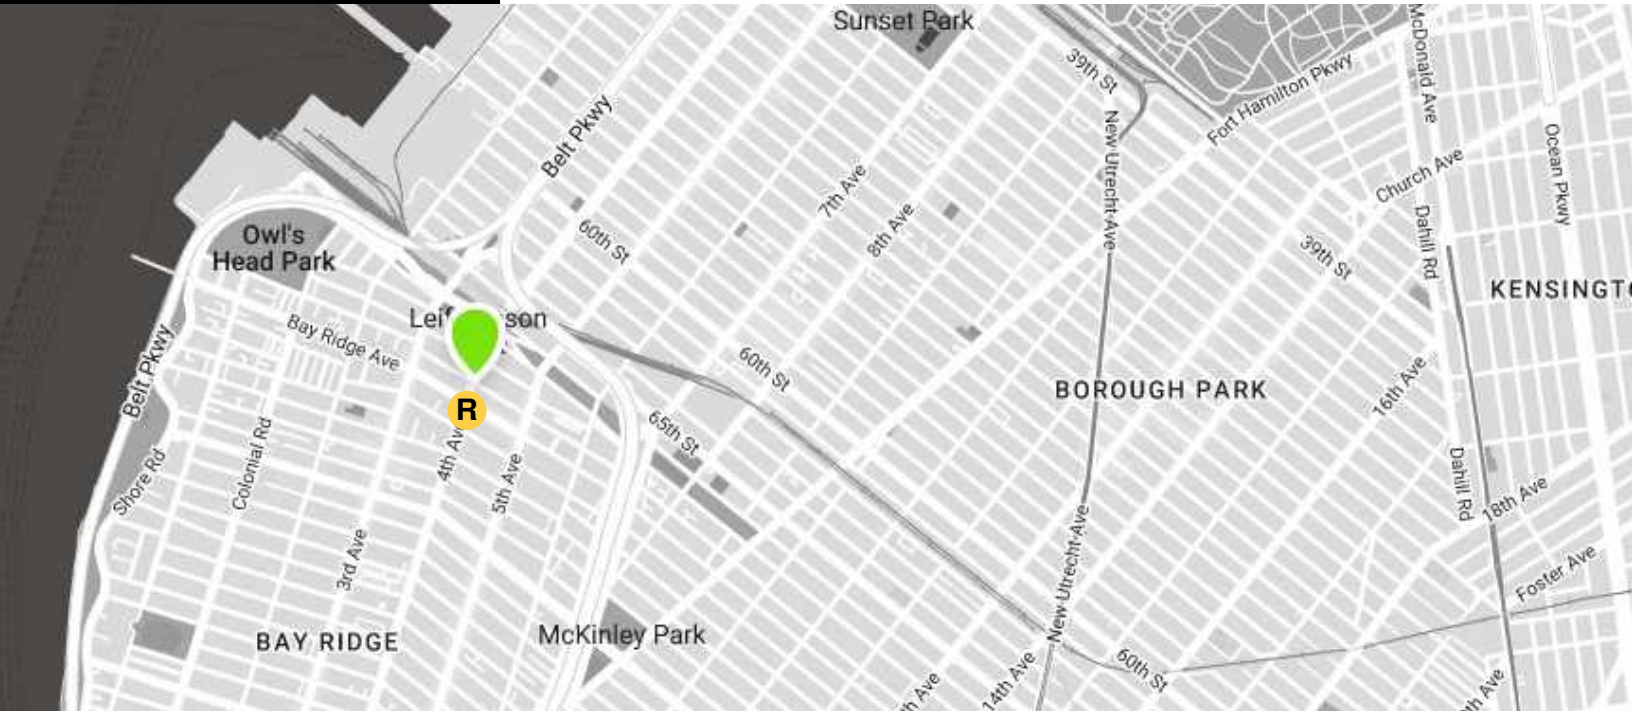 Sunset Park
39th St
McDonald Ave
Fort Hamilton Pkwy
Belt Pkwy
New Utrecht Ave
Ocean Pkwy
Church Ave
7th Ave
8th Ave
Dahill Rd
60th St
39th St
Owl's
Head Park
KENSINGT
Bay Ridge Ave
Belt Pkwy
60th St
BOROUGH PARK
16th Ave
R
65th St
4th Av
5th Ave
Colonial Rd
Shore Rd
Dahill Rd
18th Ave
3rd Ave
New Utrecht Ave
Foster Ave
BAY RIDGE
McKinley Park
14th Ave
60th St